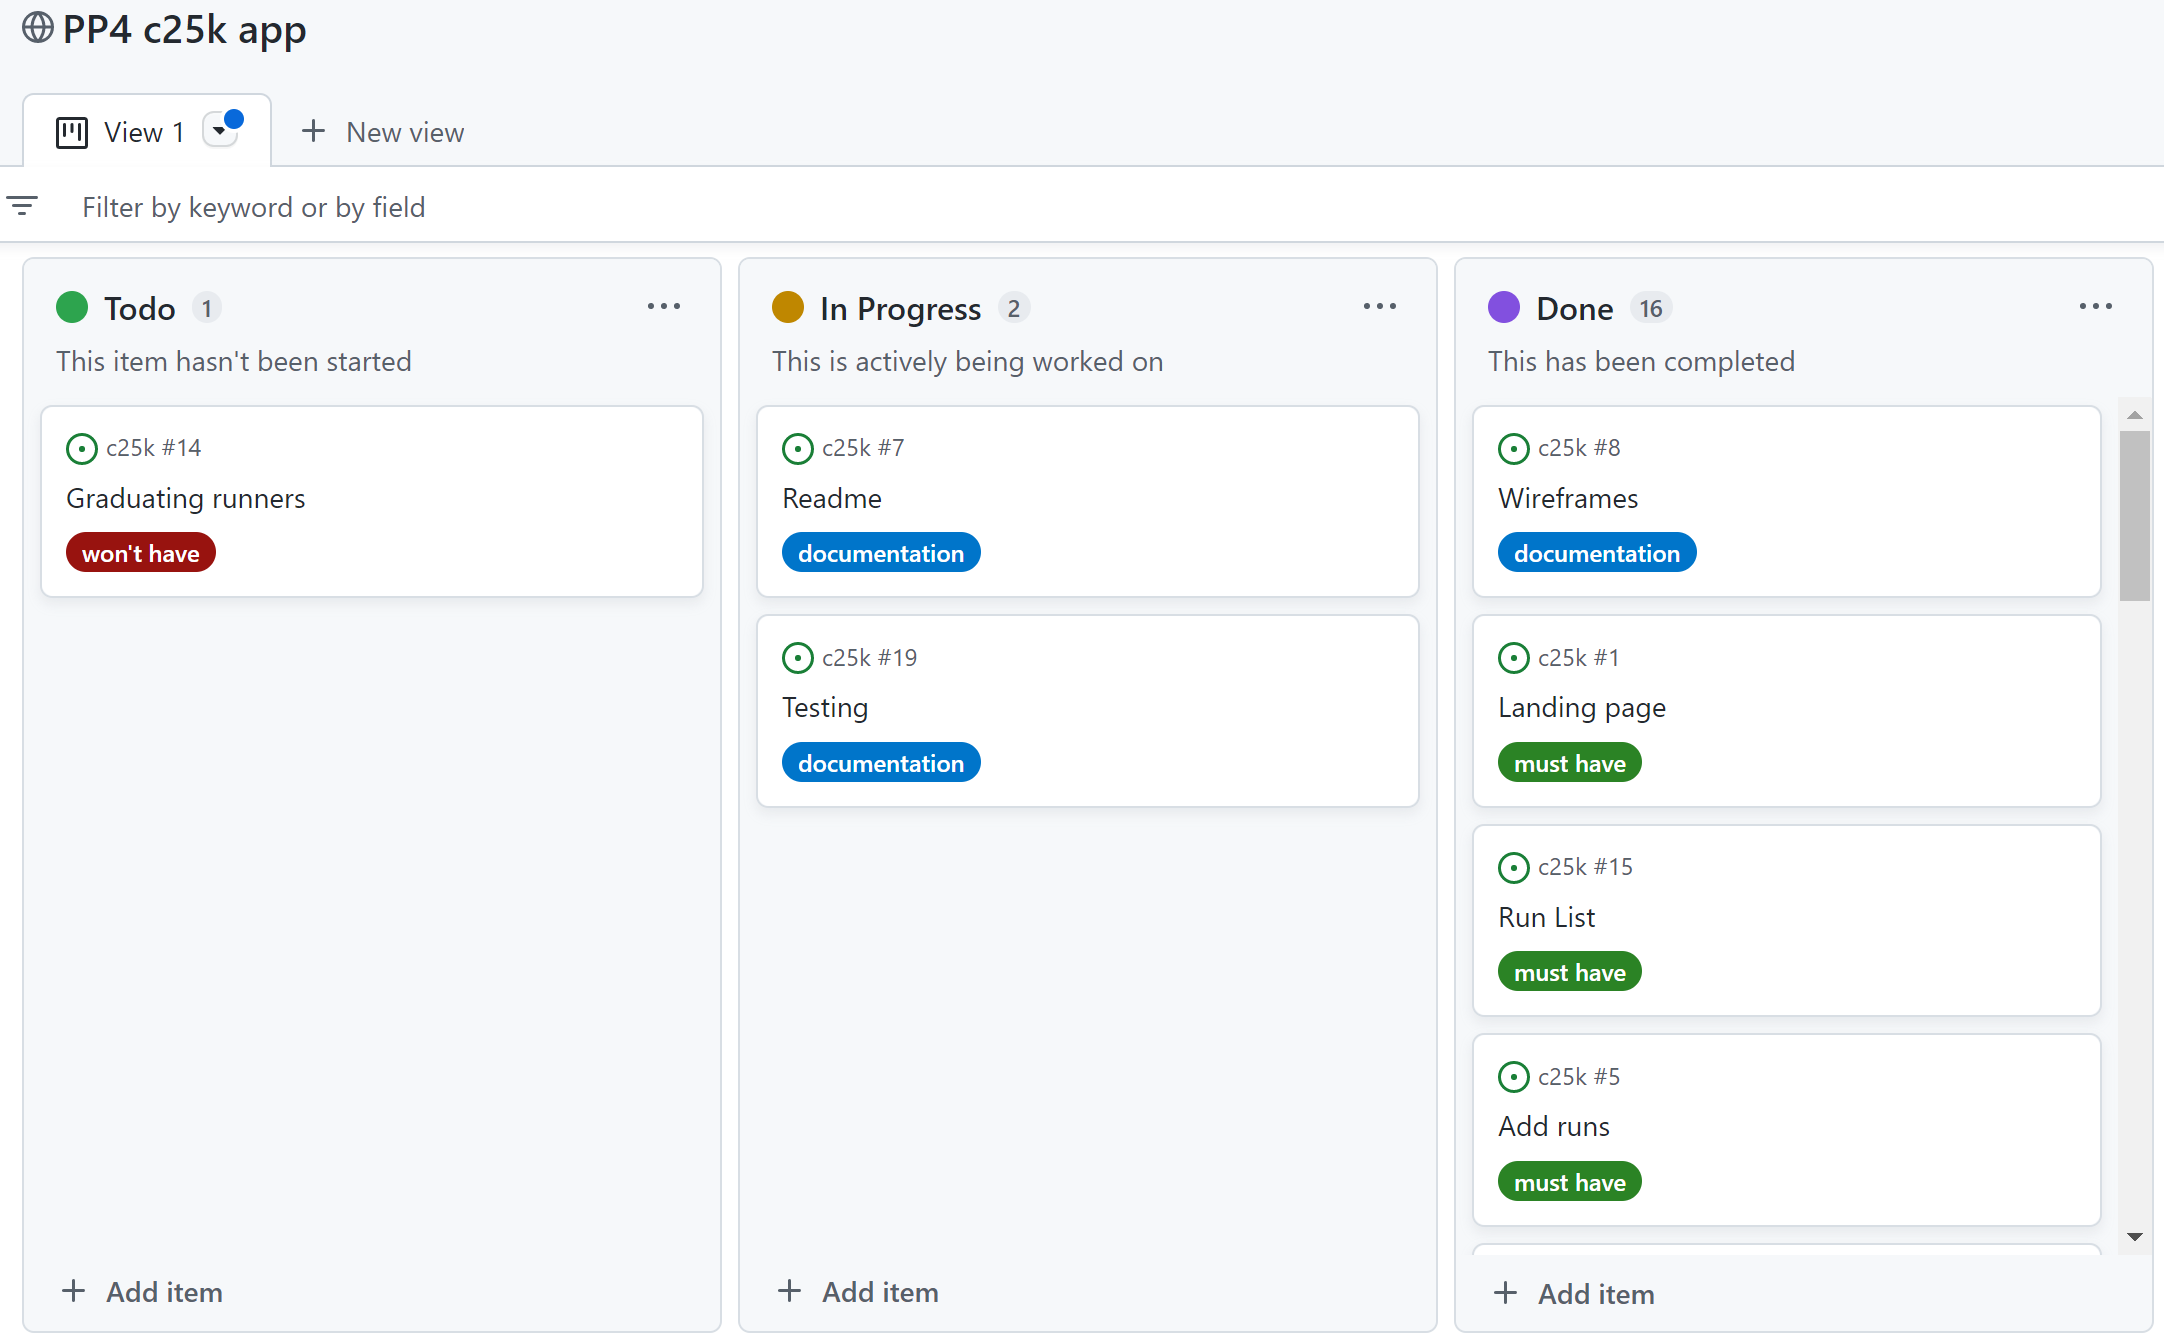 PP4 c25k app
View 1
New view
Filter by keyword or by field
Todo 1
This item hasn't been started
c25k #14
Graduating runners
won't have
Add item
In Progress 2
This is actively being worked on
c25k #7
Readme
documentation
c25k #19
Testing
documentation
Add item
Done 16
This has been completed
c25k #8
Wireframes
documentation
c25k #1
Landing page
must have
c25k #15
Run List
must have
c25k #5
Add runs
must have
Add item